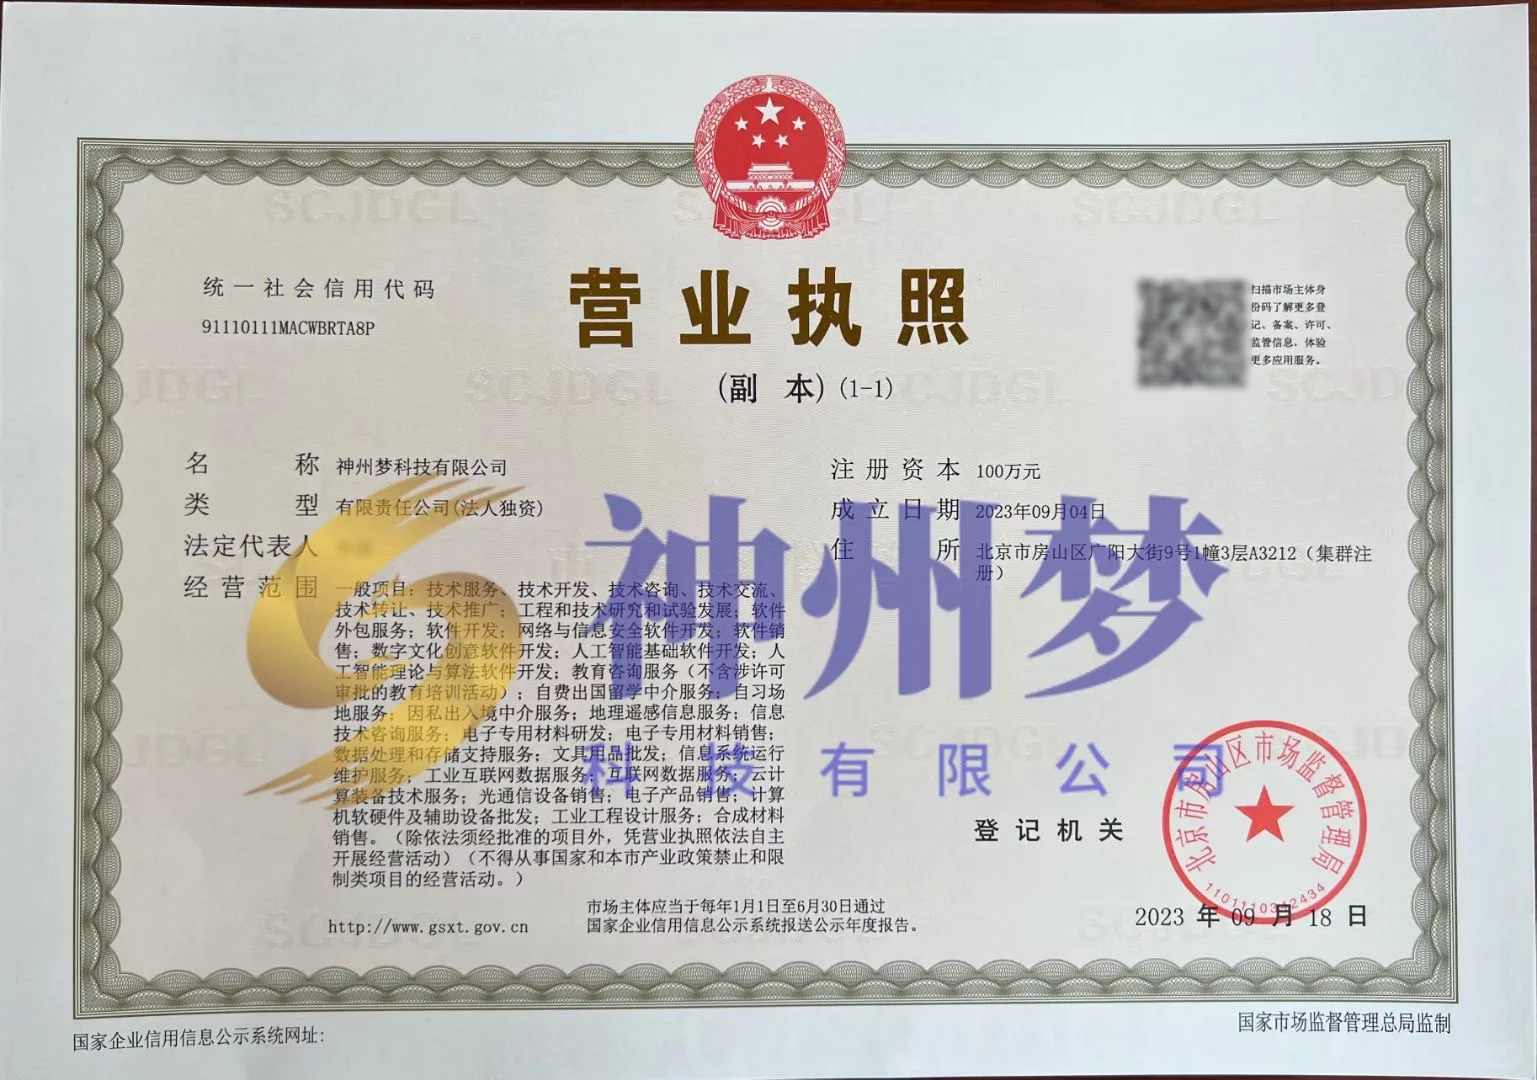 统一社会信用代码
91110111MACWBRTA8P
营业执照
(副 本) (1-1)
扫描市场主体身
份码了解更多登
记、备案、许可、
监管信息,体验
更多应用服务。
名 称 神州梦科技有限公司
类 型 有限责任公司(法人独资)
法定代表人
经营范围 一般项目:技术服务、技术开发、技术咨询、技术交流、
技术转让、技术推广;工程和技术研究和试验发展;软件
外包服务;软件开发;网络与信息安全软件开发;软件销
售;数字文化创意软件开发;人工智能基础软件开发;人
工智能理论与算法软件开发;教育咨询服务(不含涉许可
审批的教育培训活动);自费出国留学中介服务;自习场
地服务;因私出入境中介服务;地理遥感信息服务;信息
技术咨询服务;电子专用材料研发;电子专用材料销售;
数据处理和存储支持服务;文具用品批发;信息系统运行
维护服务;工业互联网数据服务;互联网数据服务;云计
算装备技术服务;光通信设备销售;电子产品销售;计算
机软硬件及辅助设备批发;工业工程设计服务;合成材料
销售。(除依法须经批准的项目外,凭营业执照依法自主
开展经营活动)(不得从事国家和本市产业政策禁止和限
制类项目的经营活动。)
注册资本 100万元
成立日期 2023年09月04日
住 所 北京市房山区广阳大街9号1幢3层A3212(集群注
册)
神州梦
科技有限公司
登记机关
北京市房山区市场监督管理局
2023 年 09 月 18 日
http://www.gsxt.gov.cn
市场主体应当于每年1月1日至6月30日通过
国家企业信用信息公示系统报送公示年度报告。
国家企业信用信息公示系统网址:
国家市场监督管理总局监制
SCJDGL